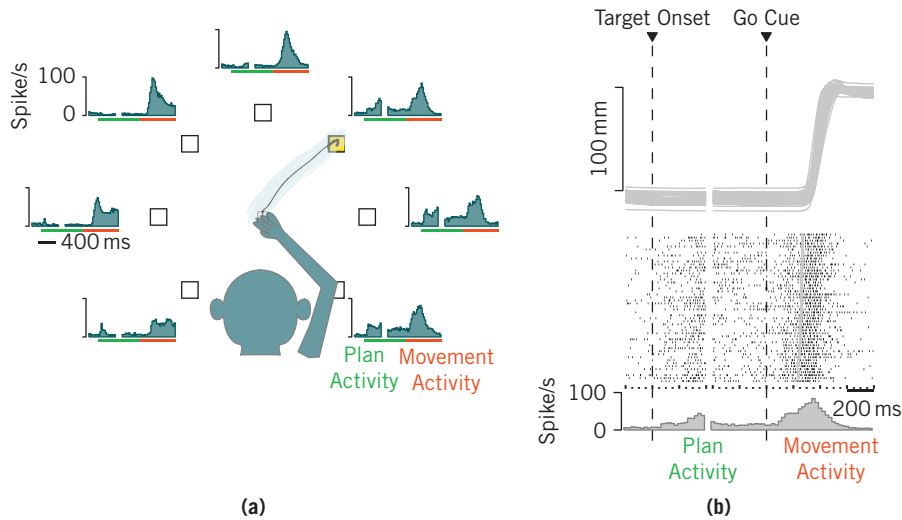 Spike/s
100
0
400 ms
Plan
Activity
Movement
Activity
(a)
Target Onset
Go Cue
100 mm
200 ms
Spike/s
100
0
Plan
Activity
Movement
Activity
(b)